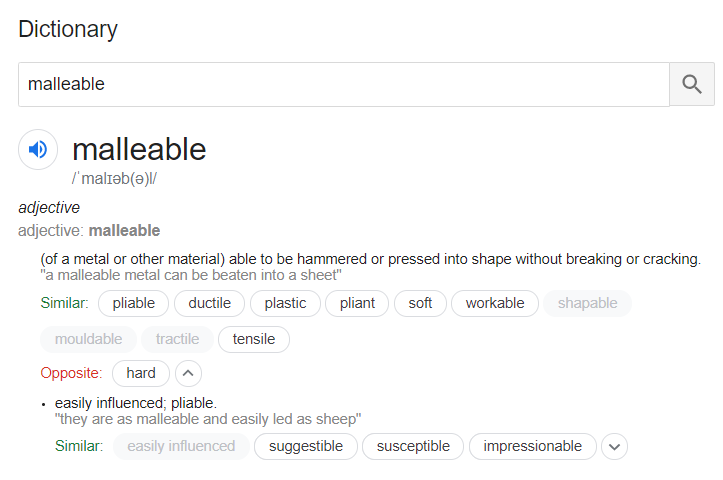 Dictionary
malleable
malleable
/ˈmalɪəb(ə)l/
adjective
adjective: malleable
(of a metal or other material) able to be hammered or pressed into shape without breaking or cracking.
"a malleable metal can be beaten into a sheet"
Similar: pliable ductile plastic pliant soft workable shapable
mouldable tractile tensile
Opposite: hard
• easily influenced; pliable.
"they are as malleable and easily led as sheep"
Similar: easily influenced suggestible susceptible impressionable